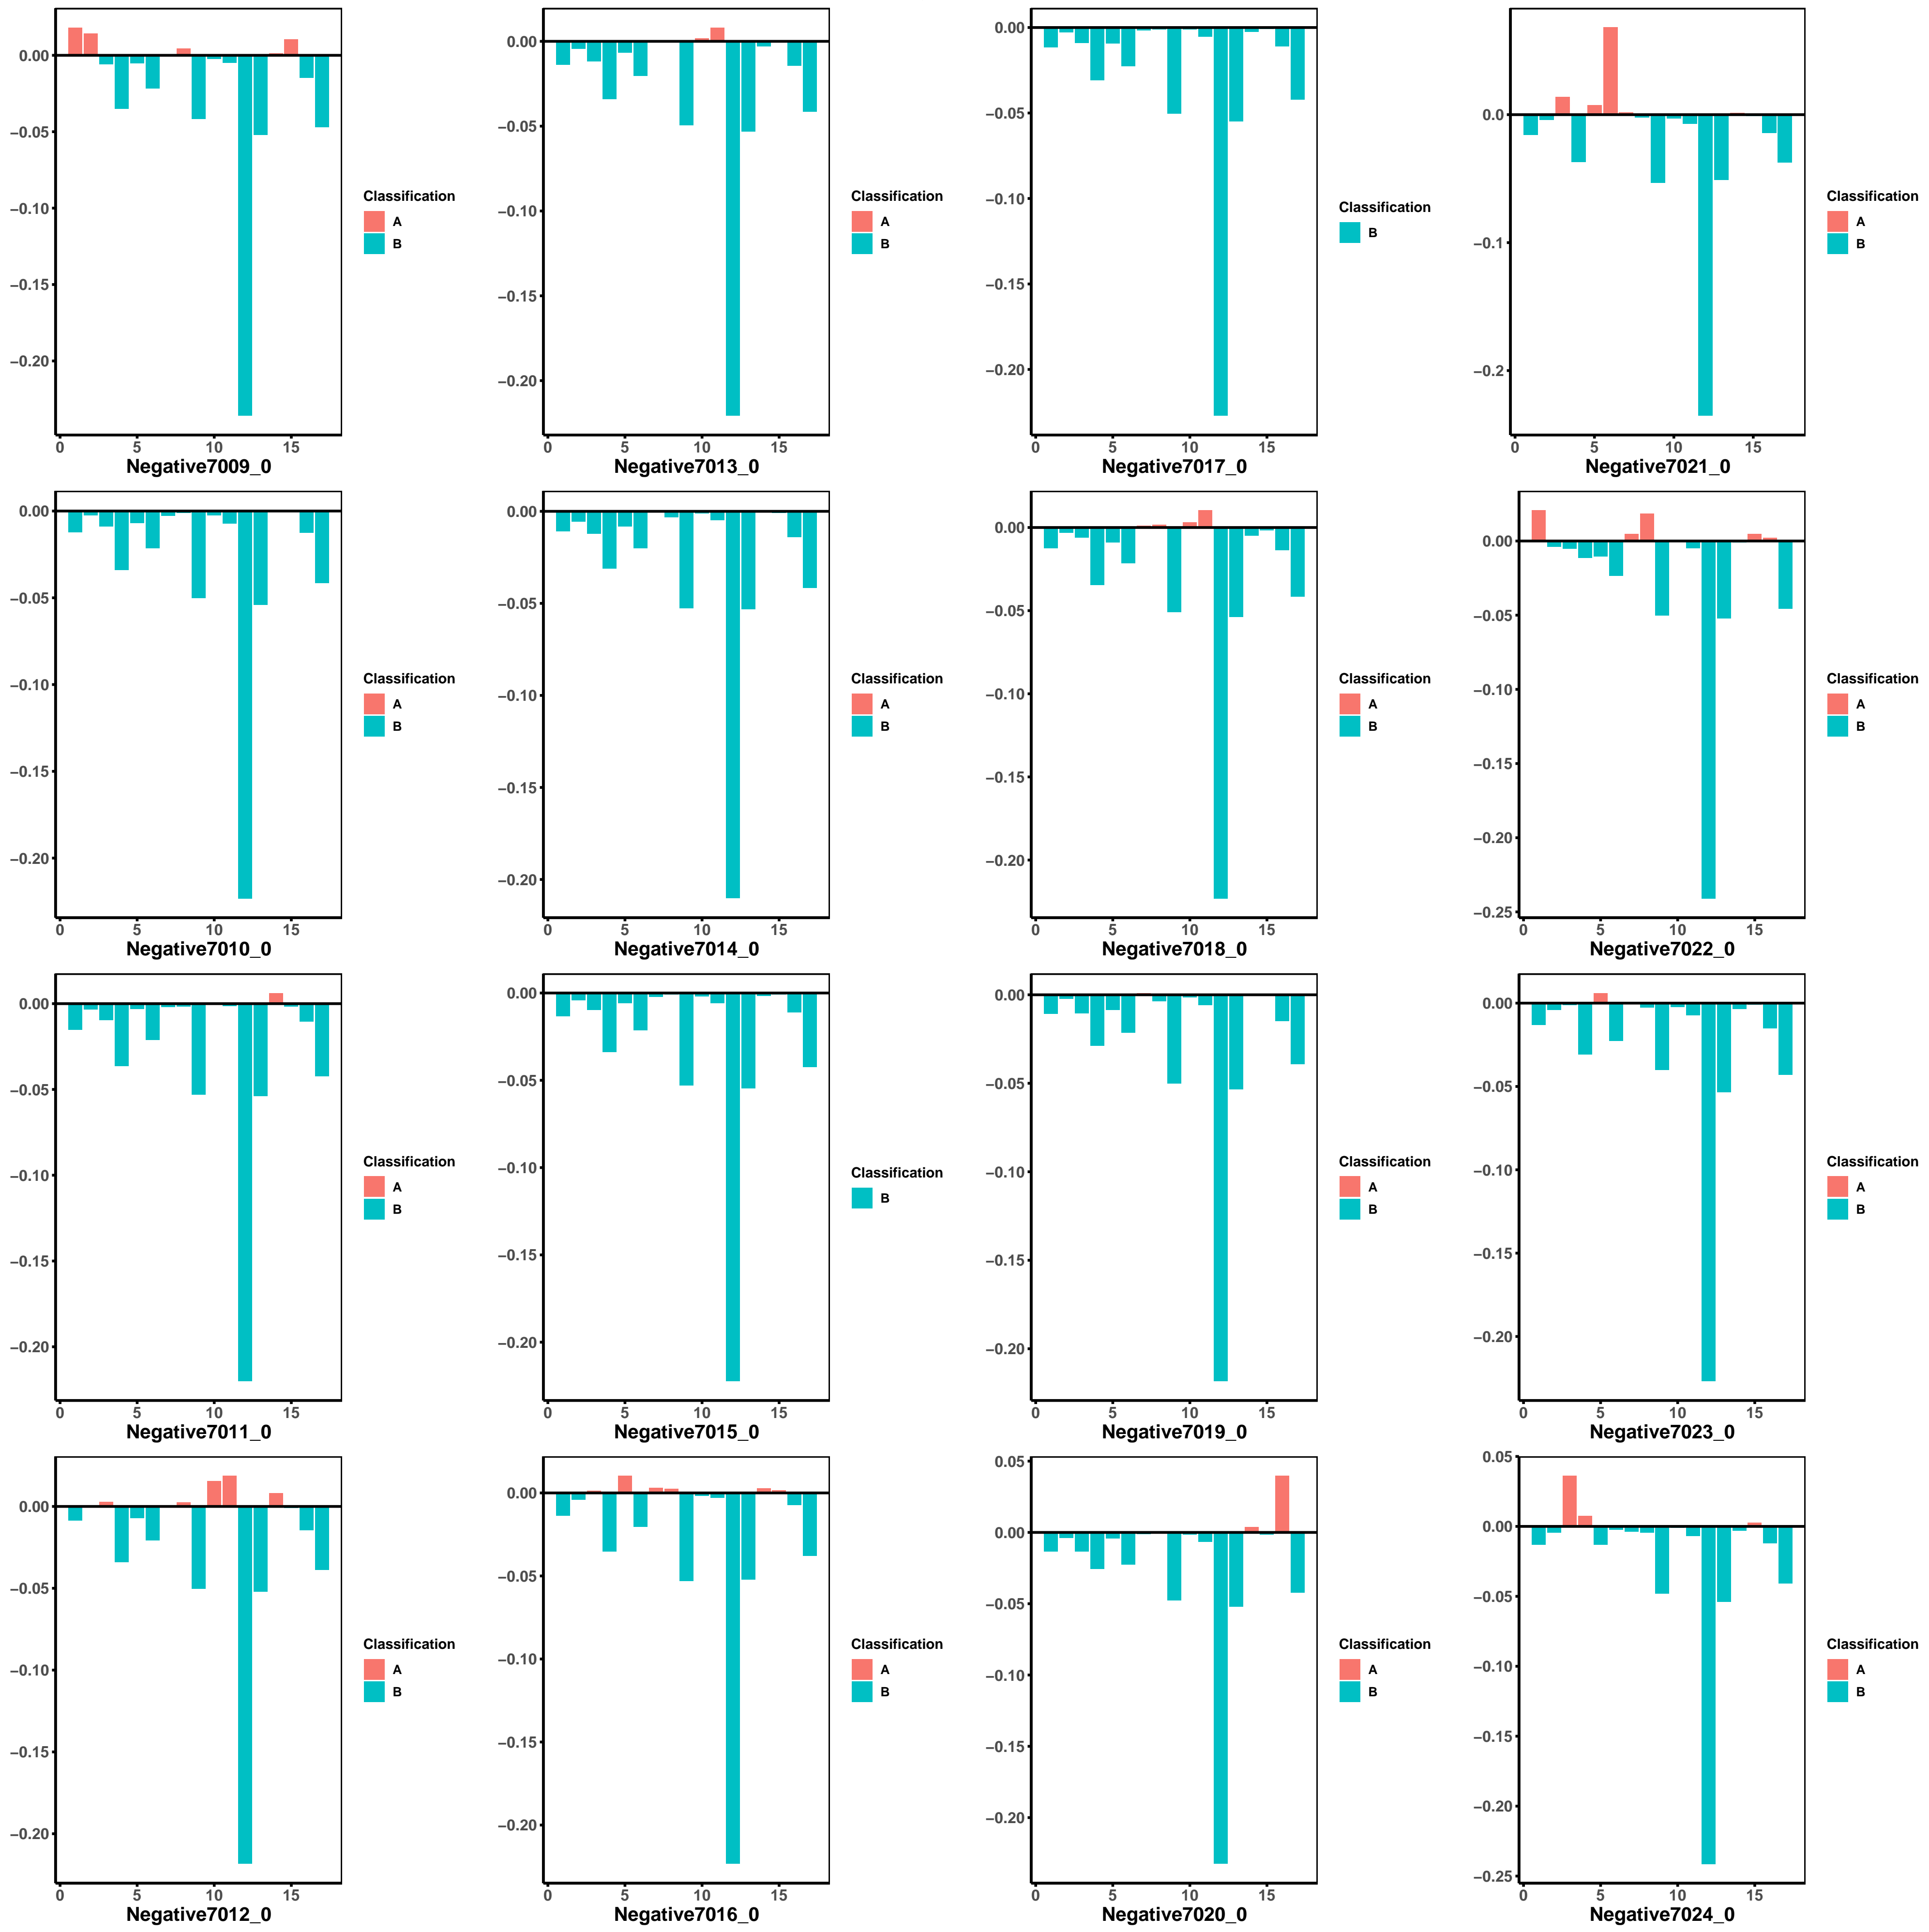 0.00
−0.05
−0.10
−0.15
−0.20
0 5 10 15
Negative7009_0
Classification
A
B
0.00
−0.05
−0.10
−0.15
−0.20
0 5 10 15
Negative7013_0
Classification
A
B
0.00
−0.05
−0.10
−0.15
−0.20
0 5 10 15
Negative7017_0
Classification
B
0.0
−0.1
−0.2
0 5 10 15
Negative7021_0
Classification
A
B
0.00
−0.05
−0.10
−0.15
−0.20
0 5 10 15
Negative7010_0
Classification
A
B
0.00
−0.05
−0.10
−0.15
−0.20
0 5 10 15
Negative7014_0
Classification
A
B
0.00
−0.05
−0.10
−0.15
−0.20
0 5 10 15
Negative7018_0
Classification
A
B
0.00
−0.05
−0.10
−0.15
−0.20
−0.25
0 5 10 15
Negative7022_0
Classification
A
B
0.00
−0.05
−0.10
−0.15
−0.20
0 5 10 15
Negative7011_0
Classification
A
B
0.00
−0.05
−0.10
−0.15
−0.20
0 5 10 15
Negative7015_0
Classification
B
0.00
−0.05
−0.10
−0.15
−0.20
0 5 10 15
Negative7019_0
Classification
A
B
0.00
−0.05
−0.10
−0.15
−0.20
0 5 10 15
Negative7023_0
Classification
A
B
0.00
−0.05
−0.10
−0.15
−0.20
0 5 10 15
Negative7012_0
Classification
A
B
0.00
−0.05
−0.10
−0.15
−0.20
0 5 10 15
Negative7016_0
Classification
A
B
0.05
0.00
−0.05
−0.10
−0.15
−0.20
0 5 10 15
Negative7020_0
Classification
A
B
0.05
0.00
−0.05
−0.10
−0.15
−0.20
−0.25
0 5 10 15
Negative7024_0
Classification
A
B